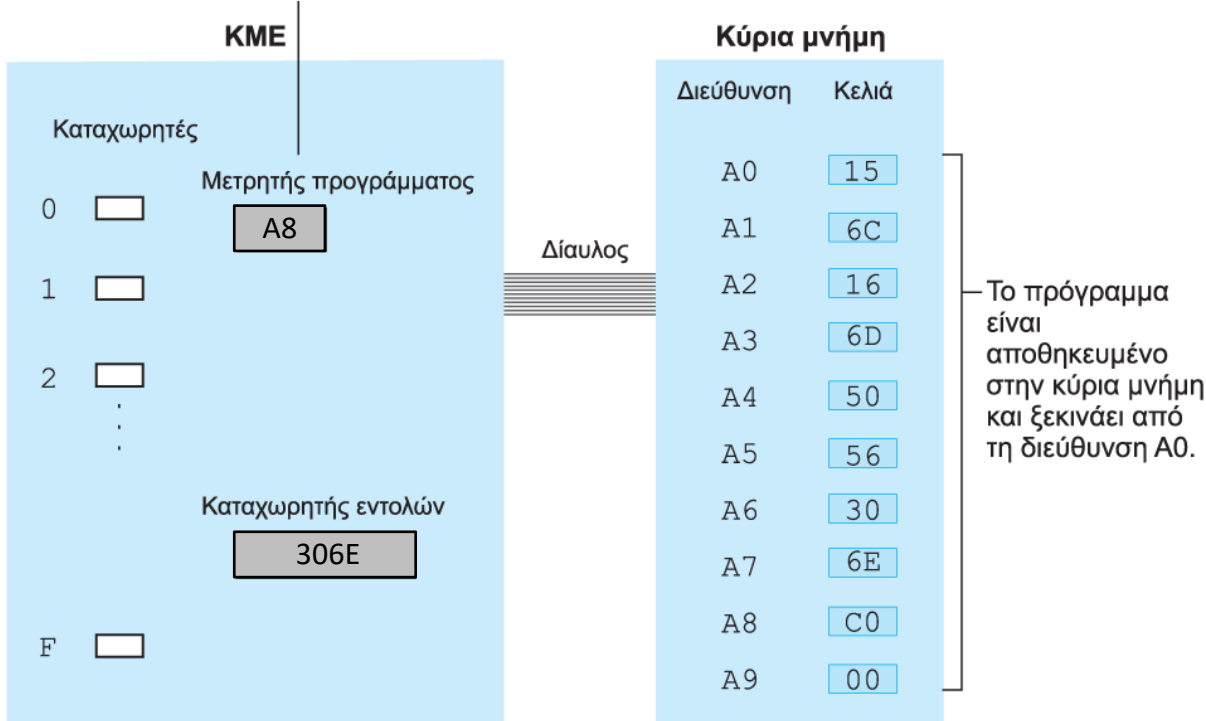 ΚΜΕ
Καταχωρητές
Μετρητής προγράμματος
0
A8
1
2
Καταχωρητής εντολών
306E
F
Δίαυλος
Κύρια μνήμη
Διεύθυνση Κελιά
A0 15
A1 6C
A2 16
A3 6D
A4 50
A5 56
A6 30
A7 6E
A8 C0
A9 00
Το πρόγραμμα
είναι
αποθηκευμένο
στην κύρια μνήμη
και ξεκινάει από
τη διεύθυνση A0.